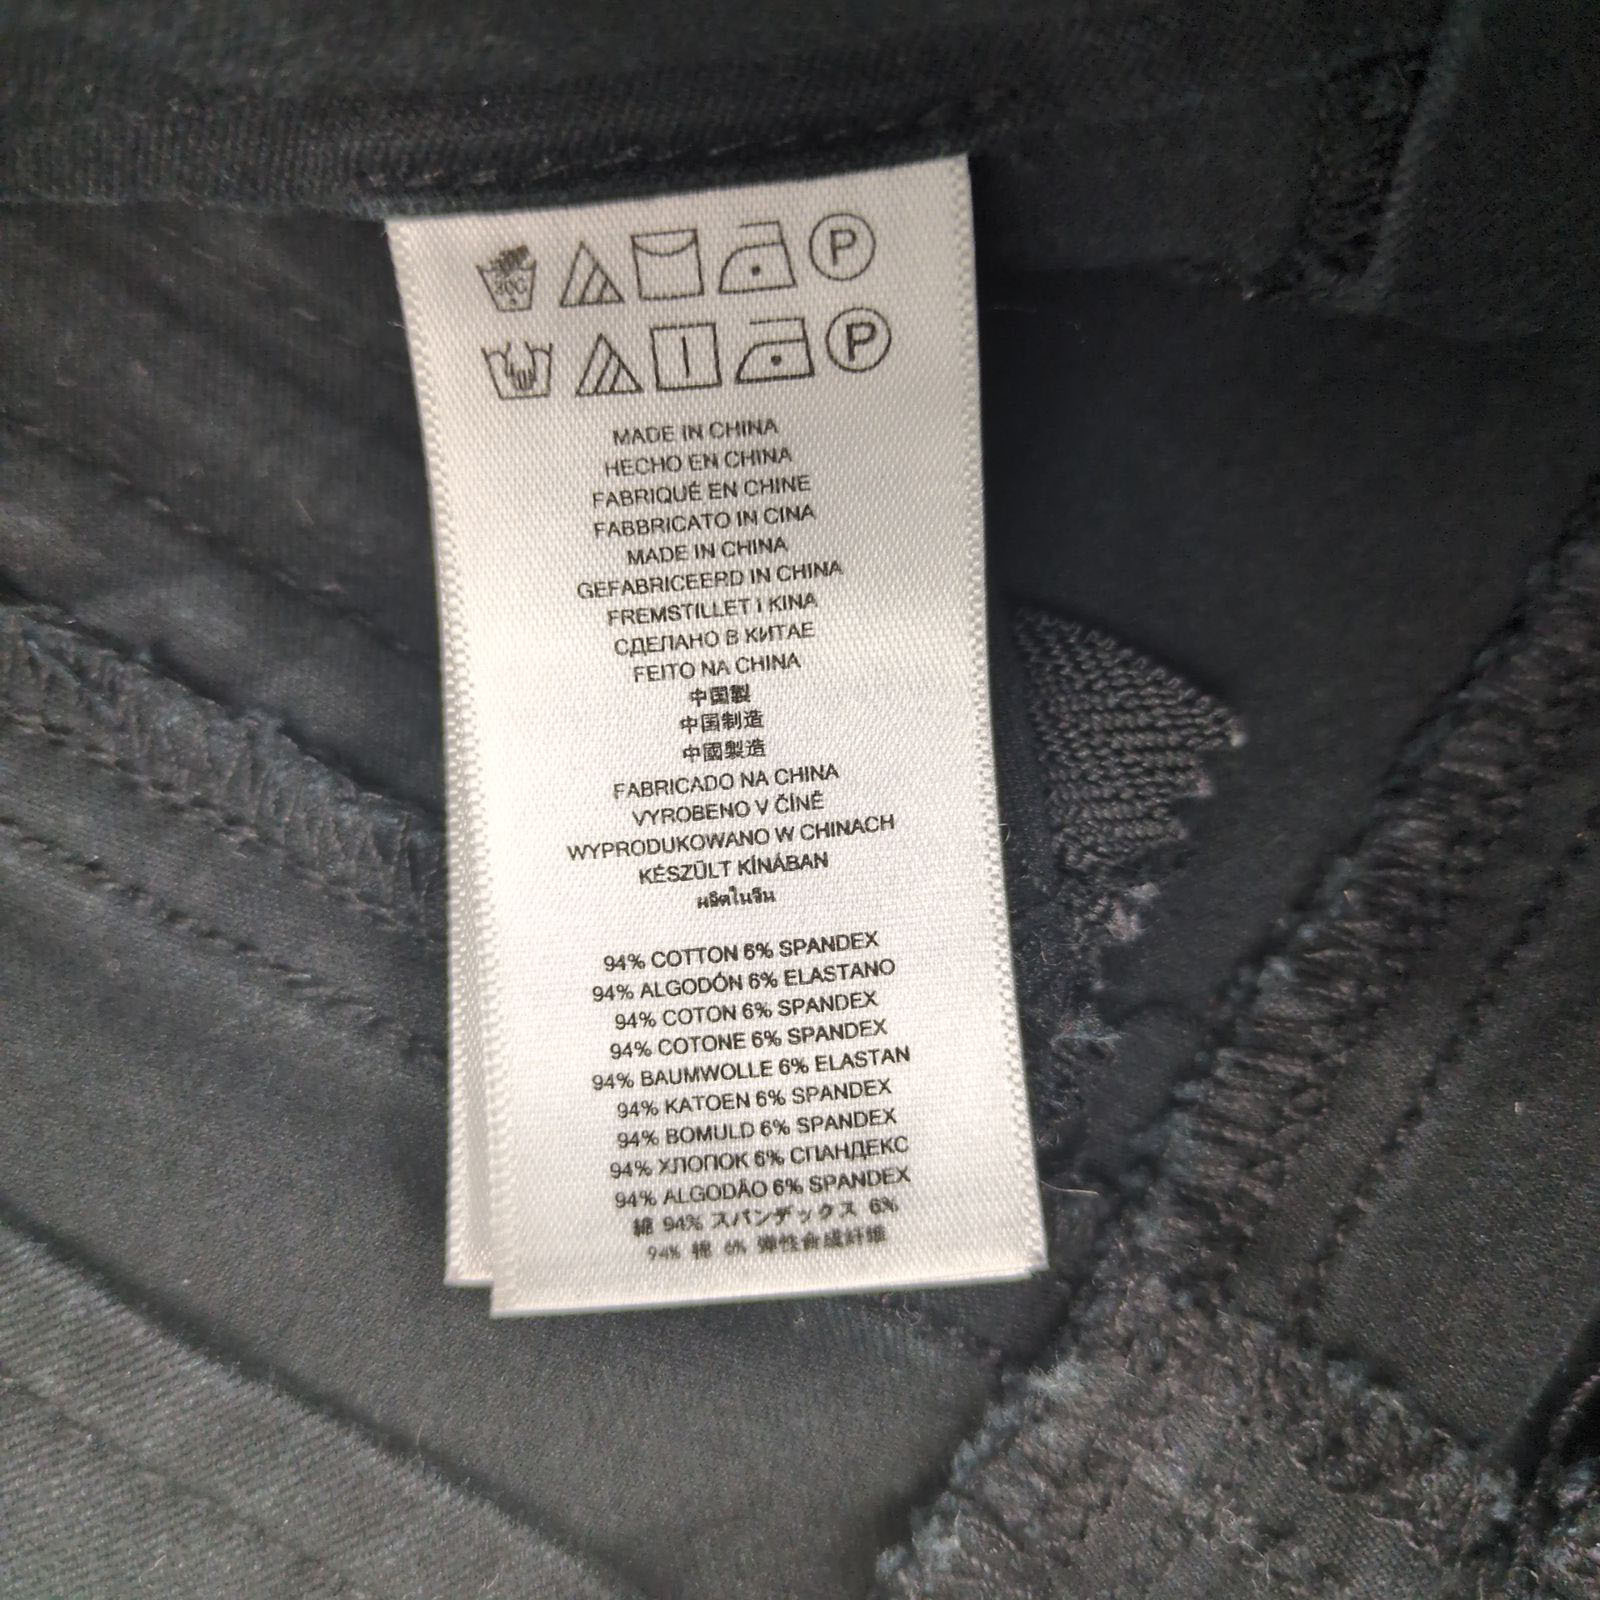 30C
P
P
MADE IN CHINA
HECHO EN CHINA
FABRIQUÉ EN CHINE
FABBRICATO IN CINA
MADE IN CHINA
GEFABRICEERD IN CHINA
FREMSTILLET I KINA
СДЕЛАНО В КИТАЕ
FEITO NA CHINA
中国製
中国制造
中國製造
FABRICADO NA CHINA
VYROBENO V ČÍNĚ
WYPRODUKOWANO W CHINACH
KÉSZÜLT KÍNÁBAN
ผลิตในจีน
94% COTTON 6% SPANDEX
94% ALGODÓN 6% ELASTANO
94% COTON 6% SPANDEX
94% COTONE 6% SPANDEX
94% BAUMWOLLE 6% ELASTAN
94% KATOEN 6% SPANDEX
94% BOMULD 6% SPANDEX
94% ХЛОПОК 6% СПАНДЕКС
94% ALGODÃO 6% SPANDEX
綿 94% スパンデックス 6%
94% 棉 6% 弹性合成纤维